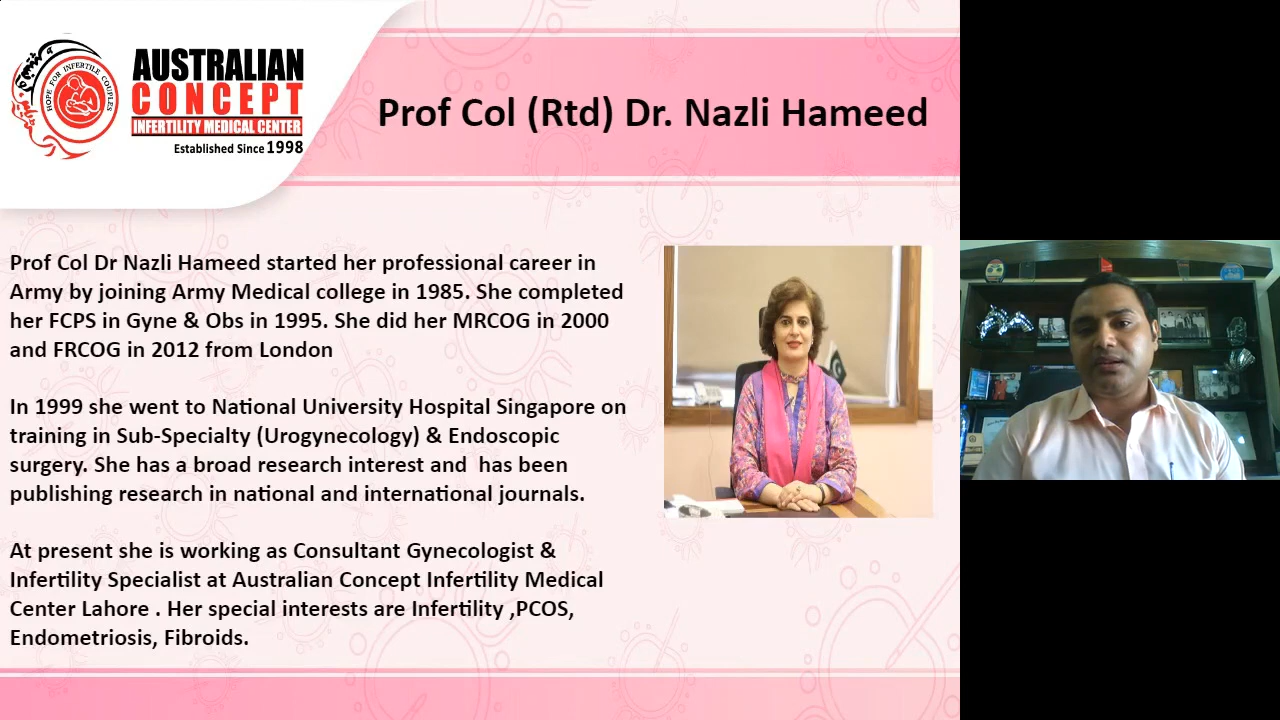 HOPE FOR INFERTILE COUPLES
AUSTRALIAN
CONCEPT
INFERTILITY MEDICAL CENTER
Established Since 1998
Prof Col (Rtd) Dr. Nazli Hameed
Prof Col Dr Nazli Hameed started her professional career in
Army by joining Army Medical college in 1985. She completed
her FCPS in Gyne & Obs in 1995. She did her MRCOG in 2000
and FRCOG in 2012 from London
In 1999 she went to National University Hospital Singapore on
training in Sub-Specialty (Urogynecology) & Endoscopic
surgery. She has a broad research interest and  has been
publishing research in national and international journals.
At present she is working as Consultant Gynecologist &
Infertility Specialist at Australian Concept Infertility Medical
Center Lahore . Her special interests are Infertility ,PCOS,
Endometriosis, Fibroids.